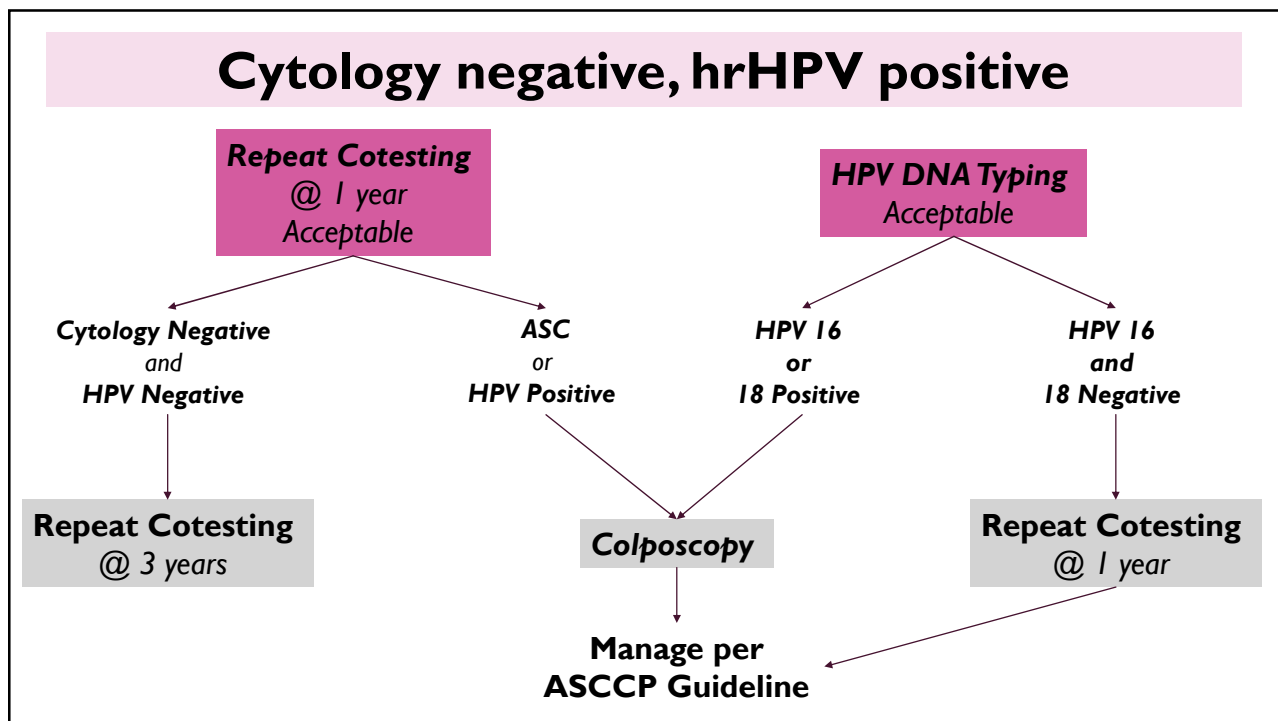 Cytology negative, hrHPV positive
Repeat Cotesting
@ 1 year
Acceptable
HPV DNA Typing
Acceptable
Cytology Negative
and
HPV Negative
ASC
or
HPV Positive
HPV 16
or
18 Positive
HPV 16
and
18 Negative
Repeat Cotesting
@ 3 years
Colposcopy
Repeat Cotesting
@ 1 year
Manage per
ASCCP Guideline